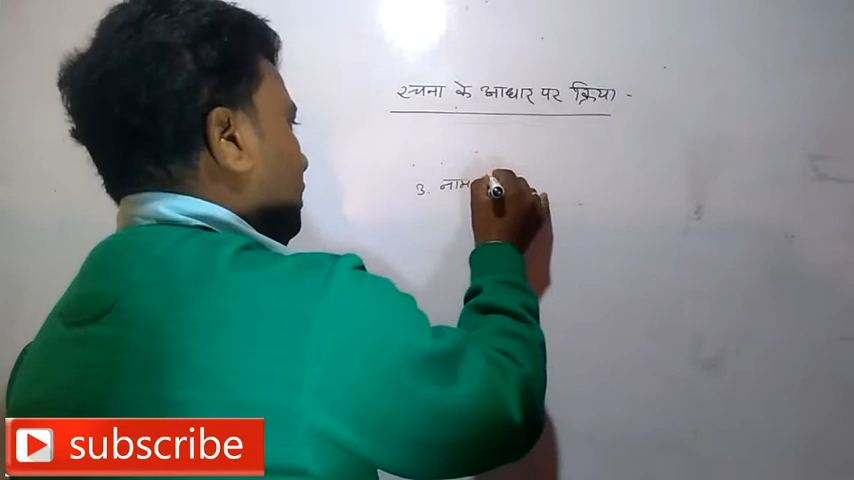 रचना के आधार पर क्रिया -
3. नाम
subscribe